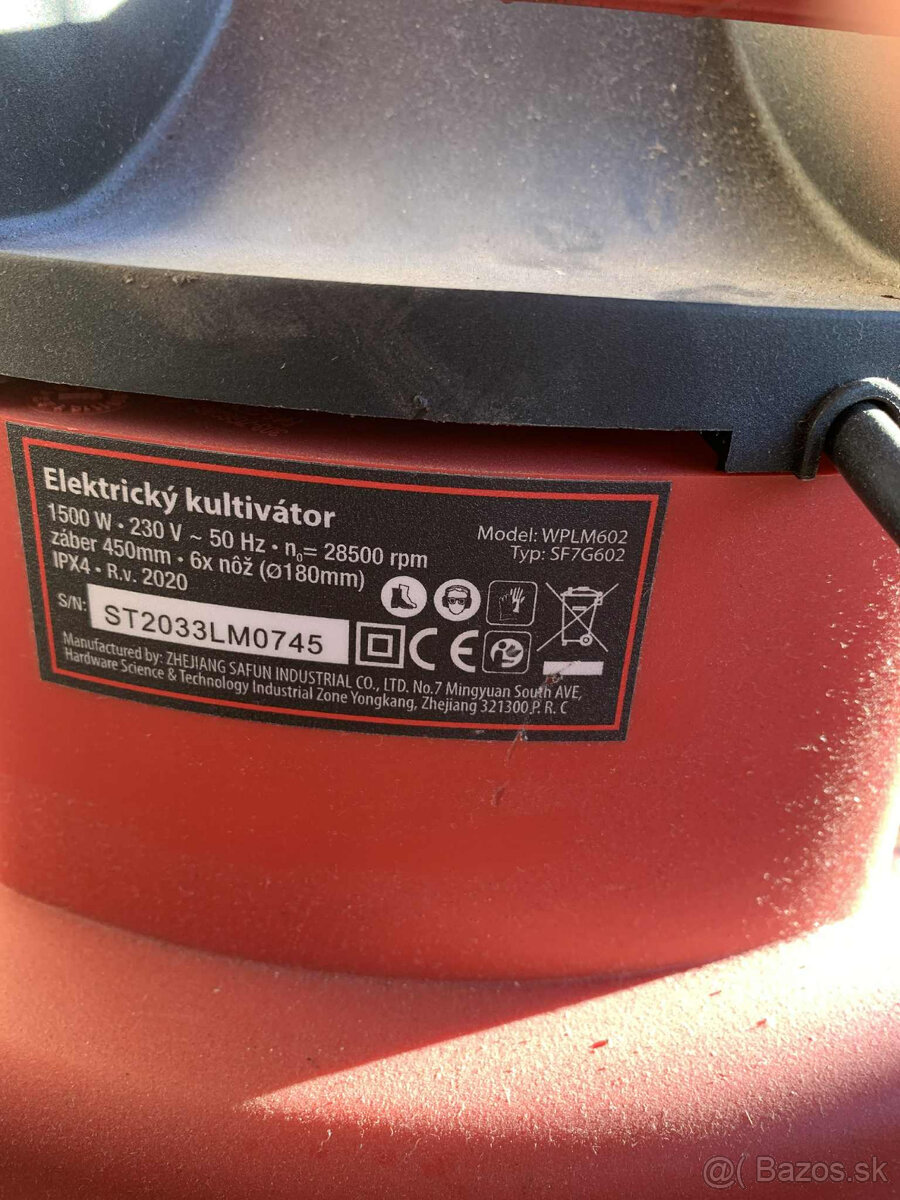 Elektrický kultivátor
1500 W • 230 V ~ 50 Hz • n₀= 28500 rpm
záber 450mm • 6x nôž (Ø180mm)
IPX4 • R.v. 2020
Model: WPLM602
Typ: SF7G602
S/N: ST2033LM0745
CE
Manufactured by: ZHEJIANG SAFUN INDUSTRIAL CO., LTD. No.7 Mingyuan South AVE,
Hardware Science & Technology Industrial Zone Yongkang, Zhejiang 321300,P. R. C
@( Bazos.sk